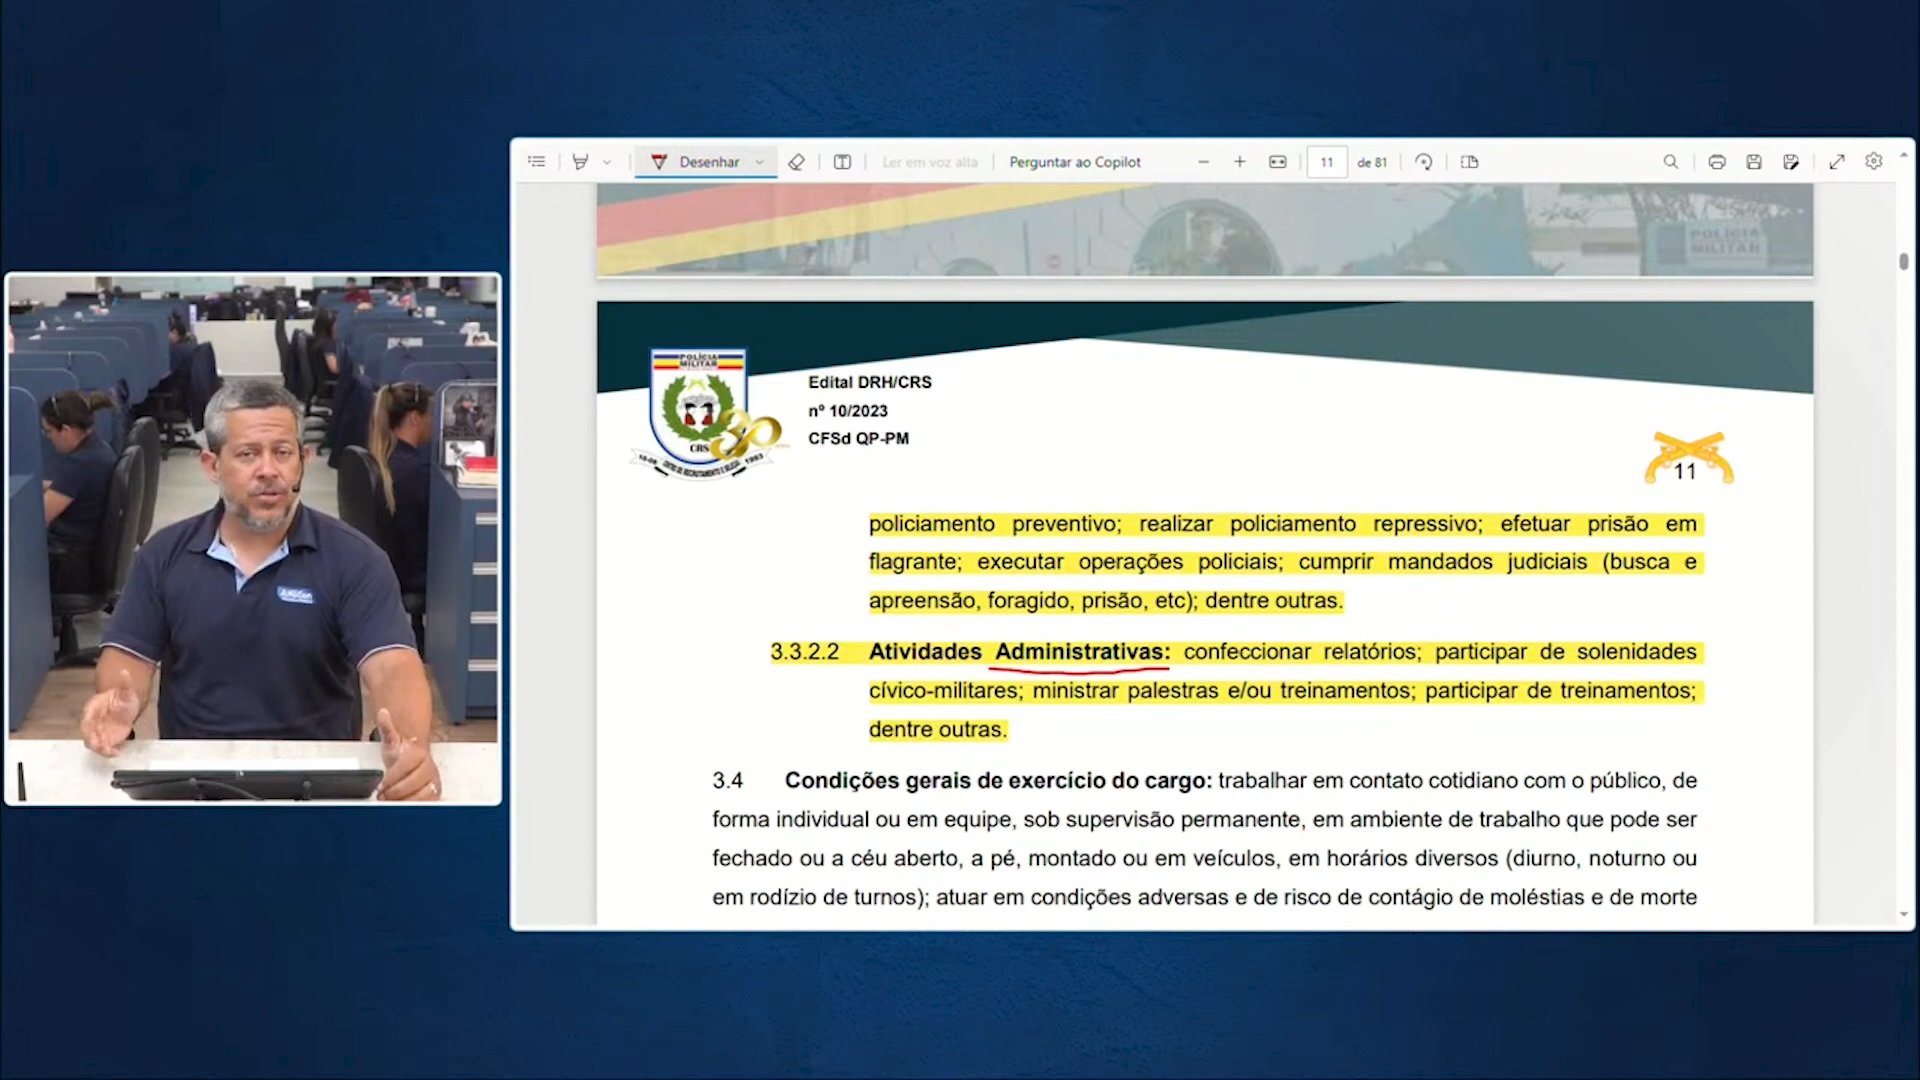 Desenhar
Ler em voz alta
Perguntar ao Copilot
11
de 81
POLÍCIA
MILITAR
POLÍCIA
MILITAR
CRS
30
Edital DRH/CRS
nº 10/2023
CFSd QP-PM
11
policiamento preventivo; realizar policiamento repressivo; efetuar prisão em
flagrante; executar operações policiais; cumprir mandados judiciais (busca e
apreensão, foragido, prisão, etc); dentre outras.
3.3.2.2 Atividades Administrativas: confeccionar relatórios; participar de solenidades
cívico-militares; ministrar palestras e/ou treinamentos; participar de treinamentos;
dentre outras.
3.4 Condições gerais de exercício do cargo: trabalhar em contato cotidiano com o público, de
forma individual ou em equipe, sob supervisão permanente, em ambiente de trabalho que pode ser
fechado ou a céu aberto, a pé, montado ou em veículos, em horários diversos (diurno, noturno ou
em rodízio de turnos); atuar em condições adversas e de risco de contágio de moléstias e de morte